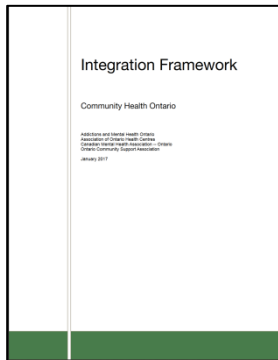 Integration Framework
Community Health Ontario
Addictions and Mental Health Ontario
Association of Ontario Health Centres
Canadian Mental Health Association – Ontario
Ontario Community Support Association
January 2017